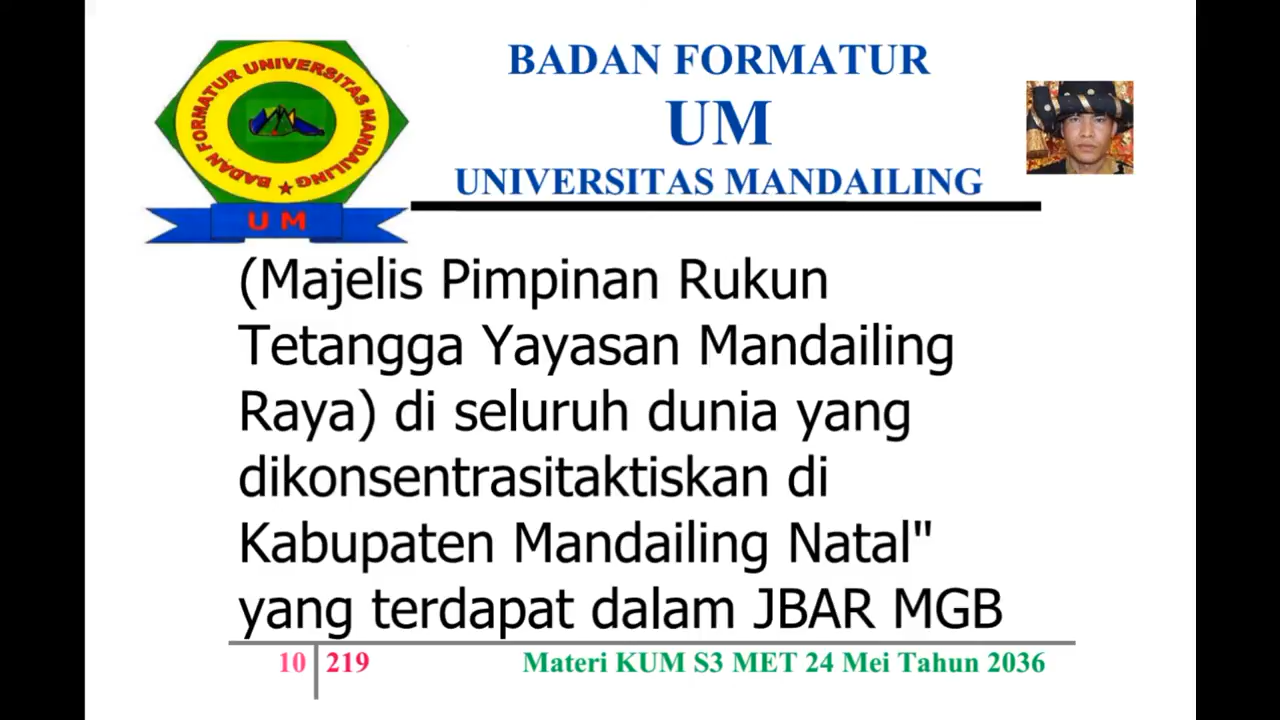 BADAN FORMATUR UNIVERSITAS MANDAILING
U M
BADAN FORMATUR
UM
UNIVERSITAS MANDAILING
(Majelis Pimpinan Rukun
Tetangga Yayasan Mandailing
Raya) di seluruh dunia yang
dikonsentrasitaktiskan di
Kabupaten Mandailing Natal"
yang terdapat dalam JBAR MGB
10 219 Materi KUM S3 MET 24 Mei Tahun 2036